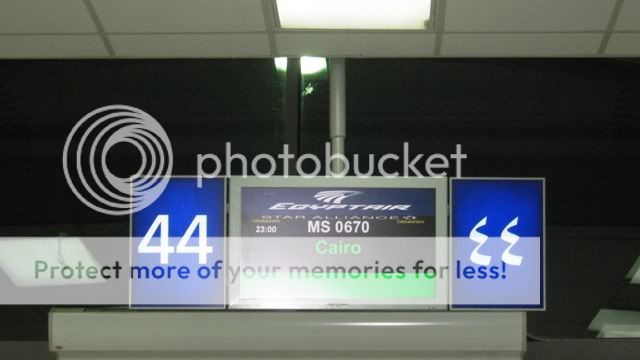 photobucket
44
EGYPTAIR
STAR ALLIANCE
23:00
MS 0670
Cairo
٤٤
Protect more of your memories for less!